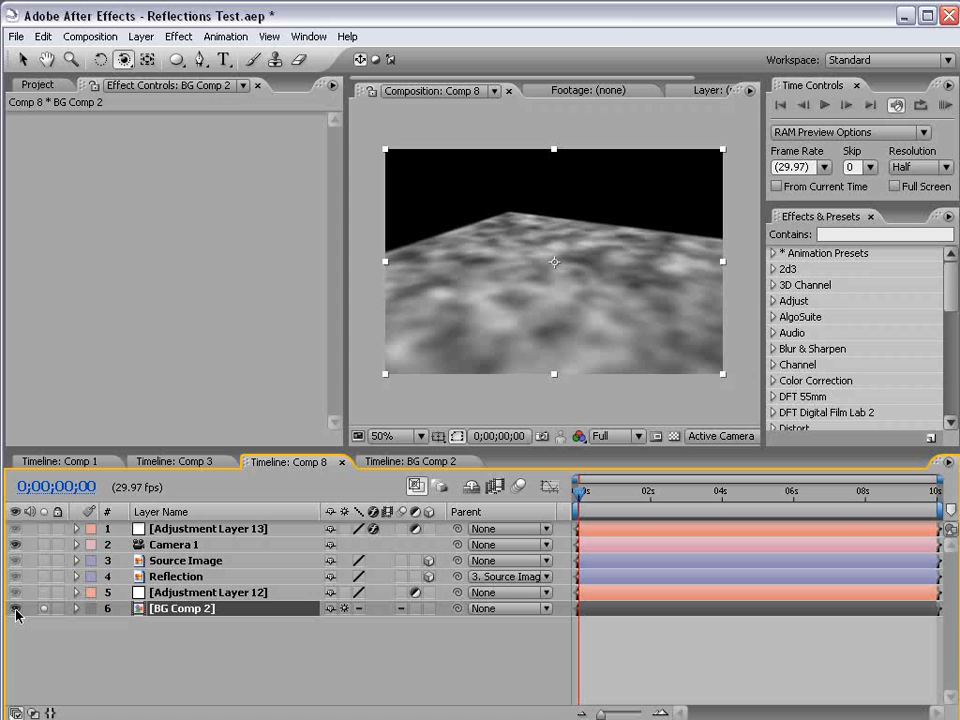 Adobe After Effects - Reflections Test.aep *
File Edit Composition Layer Effect Animation View Window Help
Workspace: Standard
Project Effect Controls: BG Comp 2
Comp 8 * BG Comp 2
Composition: Comp 8 Footage: (none) Layer: (
50% 0;00;00;00 Full Active Camera
Time Controls
RAM Preview Options
Frame Rate Skip Resolution
(29.97) 0 Half
From Current Time Full Screen
Effects & Presets
Contains:
* Animation Presets
2d3
3D Channel
Adjust
AlgoSuite
Audio
Blur & Sharpen
Channel
Color Correction
DFT 55mm
DFT Digital Film Lab 2
Distort
Timeline: Comp 1 Timeline: Comp 3 Timeline: Comp 8 Timeline: BG Comp 2
0;00;00;00 (29.97 fps)
02s 04s 06s 08s 10s
# Layer Name Parent
1 [Adjustment Layer 13] None
2 Camera 1 None
3 Source Image None
4 Reflection 3. Source Imag
5 [Adjustment Layer 12] None
6 [BG Comp 2] None